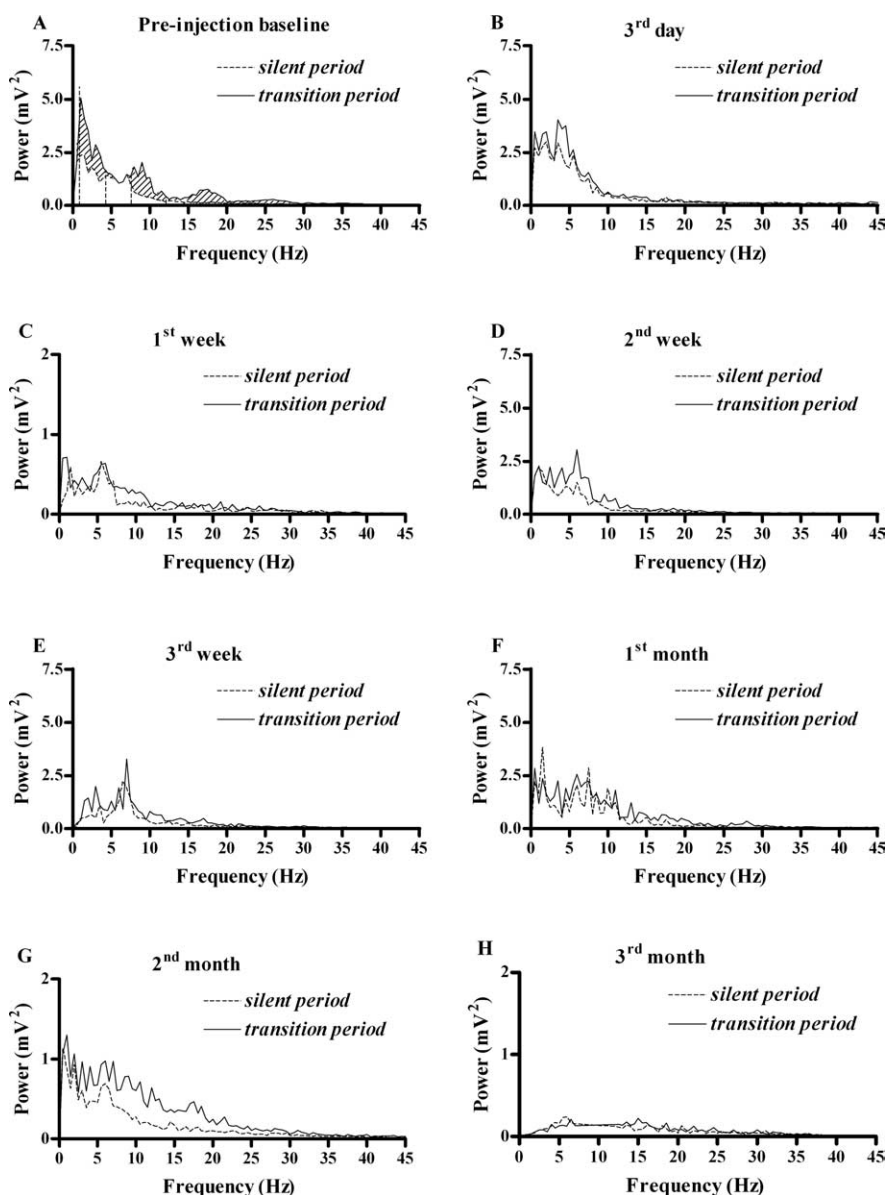 A Pre-injection baseline
7.5
5.0
2.5
0.0
Power (mV²)
silent period
transition period
0 5 10 15 20 25 30 35 40 45
Frequency (Hz)
B 3rd day
7.5
5.0
2.5
0.0
Power (mV²)
silent period
transition period
0 5 10 15 20 25 30 35 40 45
Frequency (Hz)
C 1st week
2
1
0
Power (mV²)
silent period
transition period
0 5 10 15 20 25 30 35 40 45
Frequency (Hz)
D 2nd week
7.5
5.0
2.5
0.0
Power (mV²)
silent period
transition period
0 5 10 15 20 25 30 35 40 45
Frequency (Hz)
E 3rd week
7.5
5.0
2.5
0.0
Power (mV²)
silent period
transition period
0 5 10 15 20 25 30 35 40 45
Frequency (Hz)
F 1st month
7.5
5.0
2.5
0.0
Power (mV²)
silent period
transition period
0 5 10 15 20 25 30 35 40 45
Frequency (Hz)
G 2nd month
2
1
0
Power (mV²)
silent period
transition period
0 5 10 15 20 25 30 35 40 45
Frequency (Hz)
H 3rd month
2
1
0
Power (mV²)
silent period
transition period
0 5 10 15 20 25 30 35 40 45
Frequency (Hz)